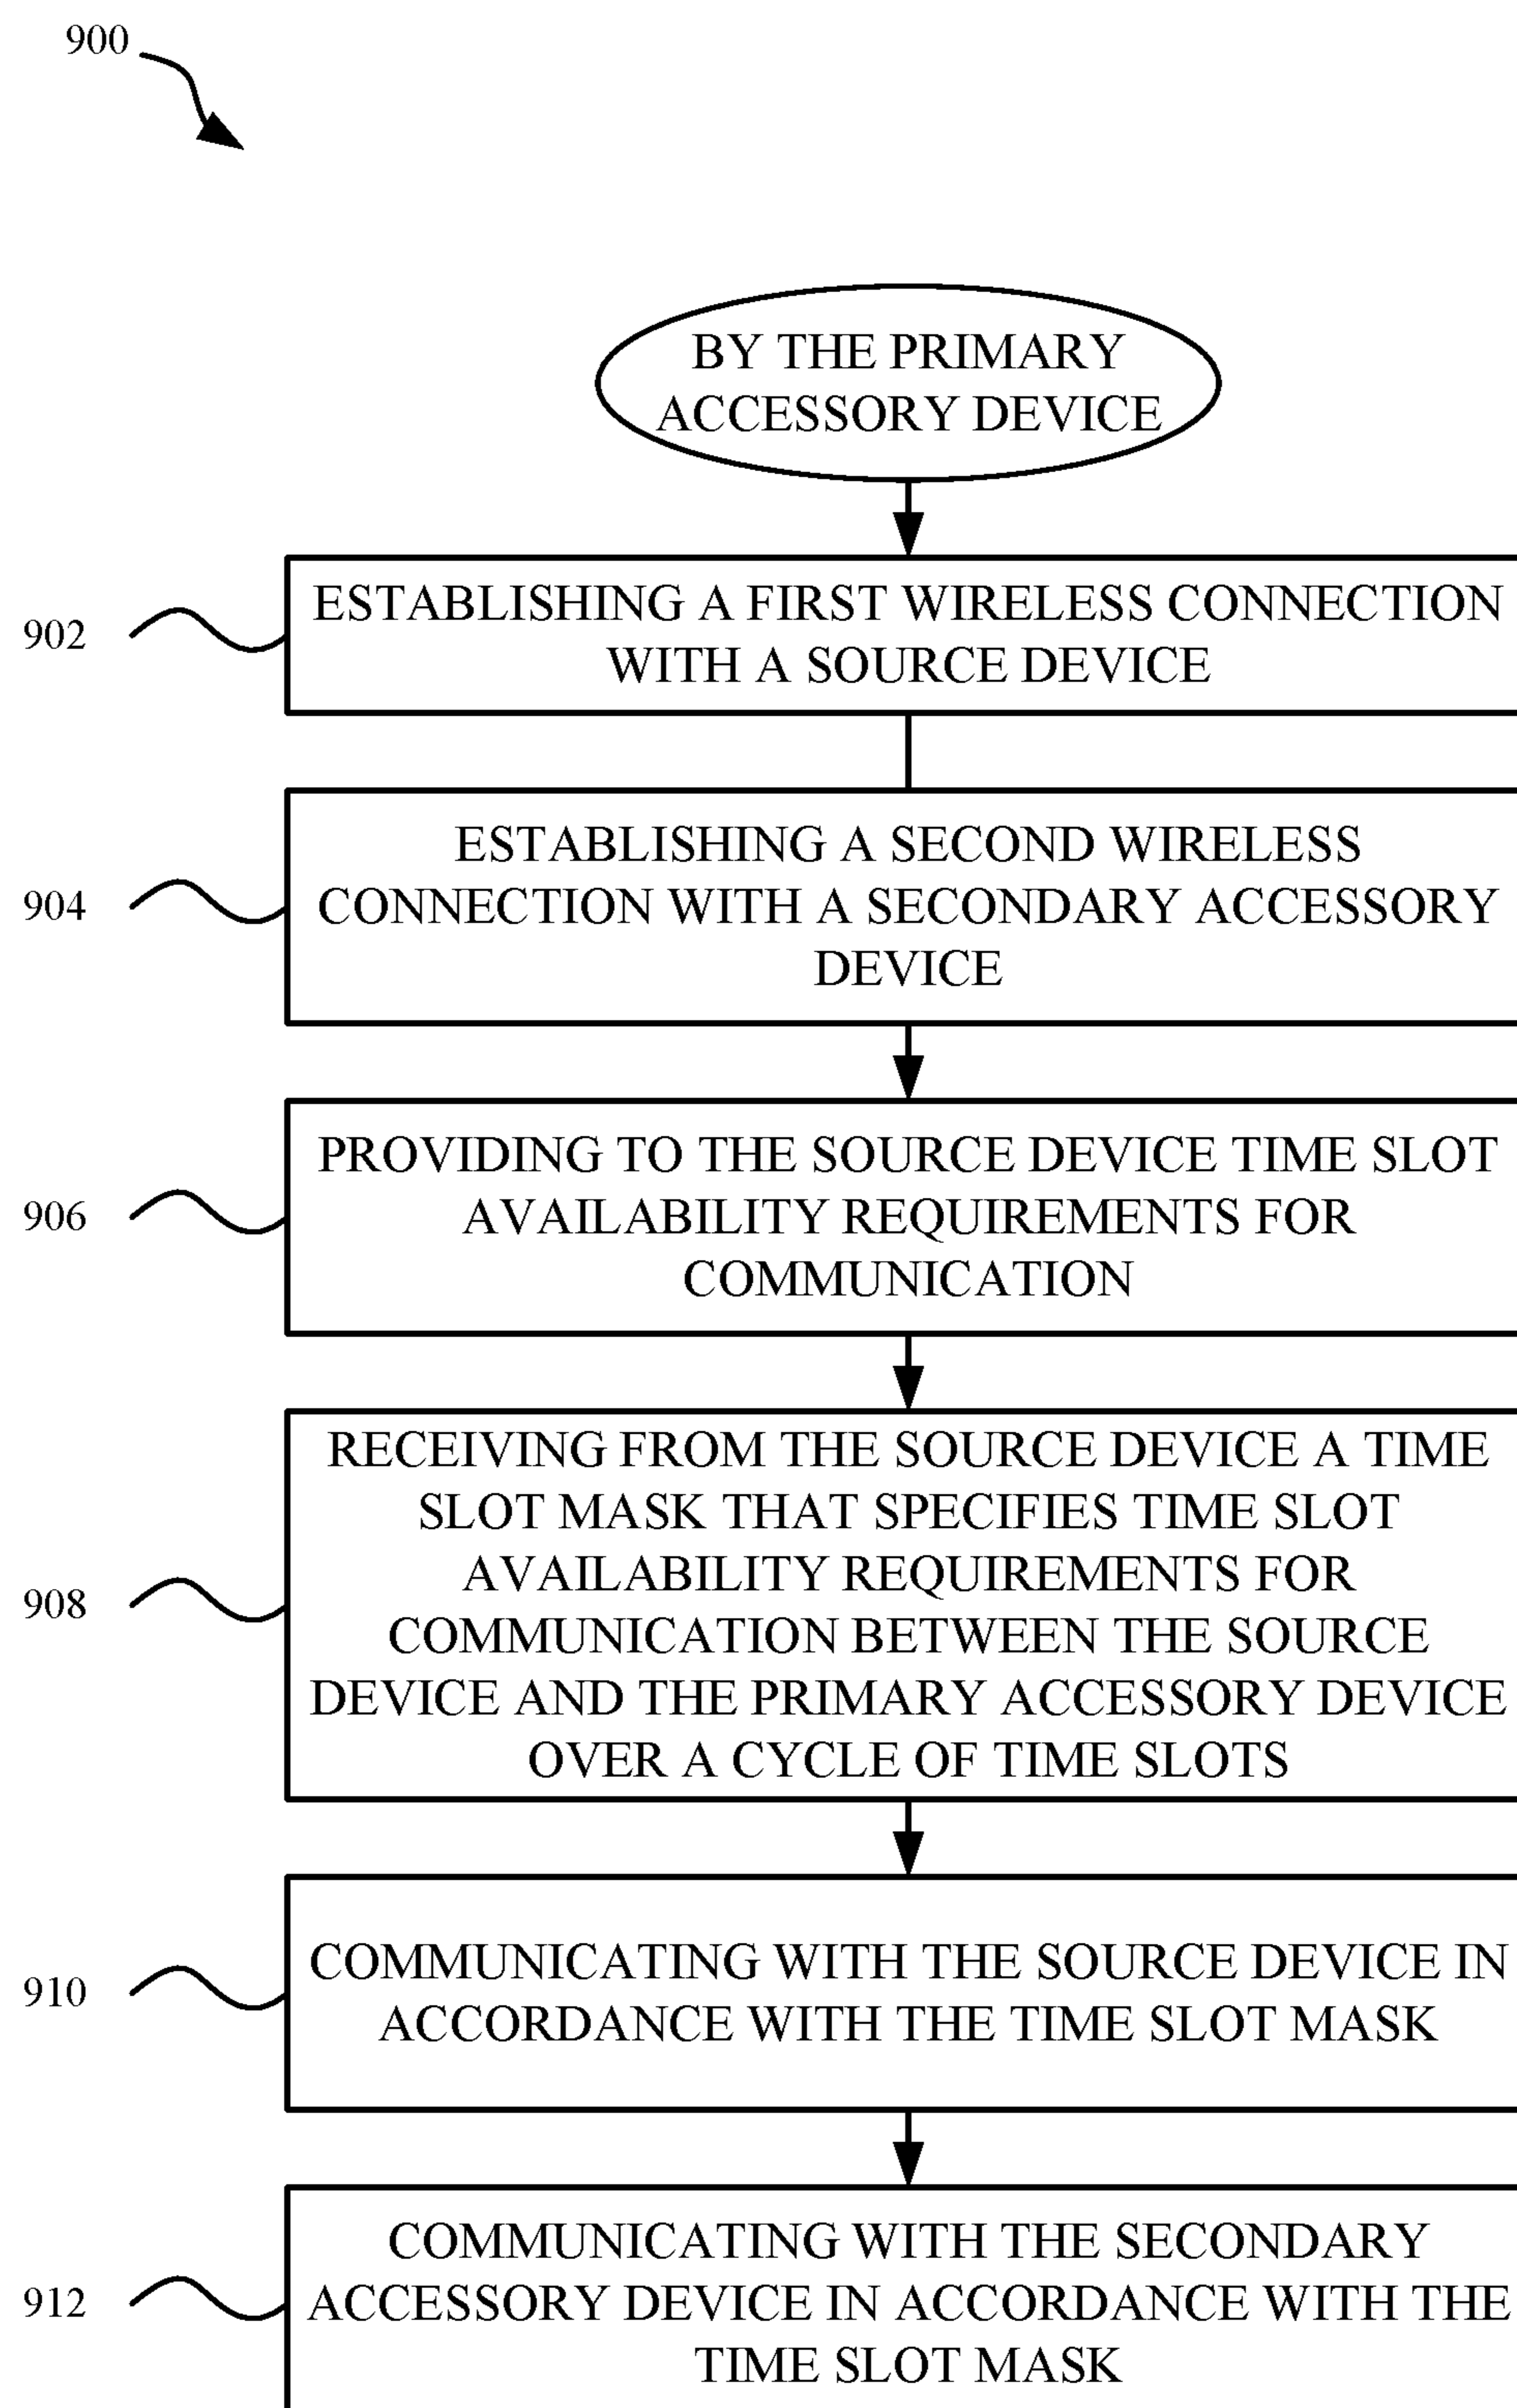 900
BY THE PRIMARY
ACCESSORY DEVICE
902
ESTABLISHING A FIRST WIRELESS CONNECTION
WITH A SOURCE DEVICE
904
ESTABLISHING A SECOND WIRELESS
CONNECTION WITH A SECONDARY ACCESSORY
DEVICE
906
PROVIDING TO THE SOURCE DEVICE TIME SLOT
AVAILABILITY REQUIREMENTS FOR
COMMUNICATION
908
RECEIVING FROM THE SOURCE DEVICE A TIME
SLOT MASK THAT SPECIFIES TIME SLOT
AVAILABILITY REQUIREMENTS FOR
COMMUNICATION BETWEEN THE SOURCE
DEVICE AND THE PRIMARY ACCESSORY DEVICE
OVER A CYCLE OF TIME SLOTS
910
COMMUNICATING WITH THE SOURCE DEVICE IN
ACCORDANCE WITH THE TIME SLOT MASK
912
COMMUNICATING WITH THE SECONDARY
ACCESSORY DEVICE IN ACCORDANCE WITH THE
TIME SLOT MASK